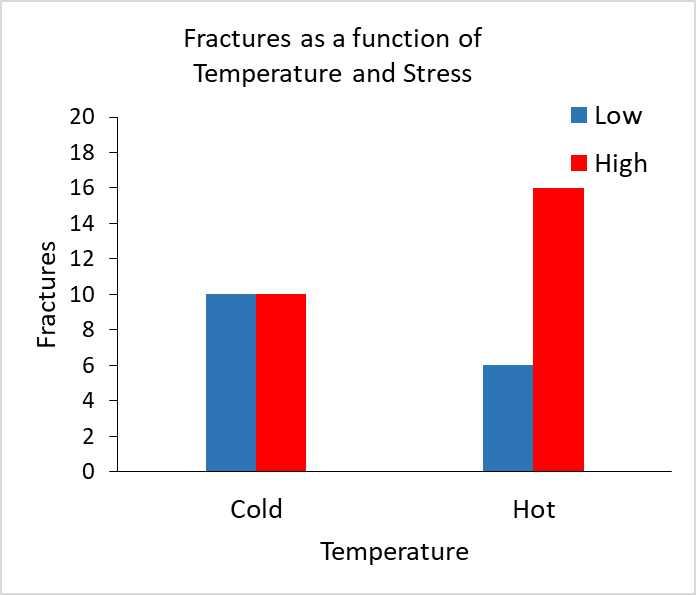 Fractures as a function of
Temperature and Stress
Low
High
Fractures
20
18
16
14
12
10
8
6
4
2
0
Cold
Hot
Temperature